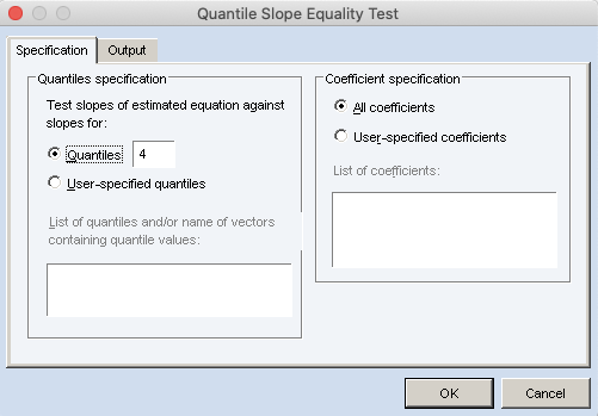 Quantile Slope Equality Test
Specification
Output
Quantiles specification
Test slopes of estimated equation against
slopes for:
Quantiles 4
User-specified quantiles
List of quantiles and/or name of vectors
containing quantile values:
Coefficient specification
All coefficients
User-specified coefficients
List of coefficients:
OK
Cancel